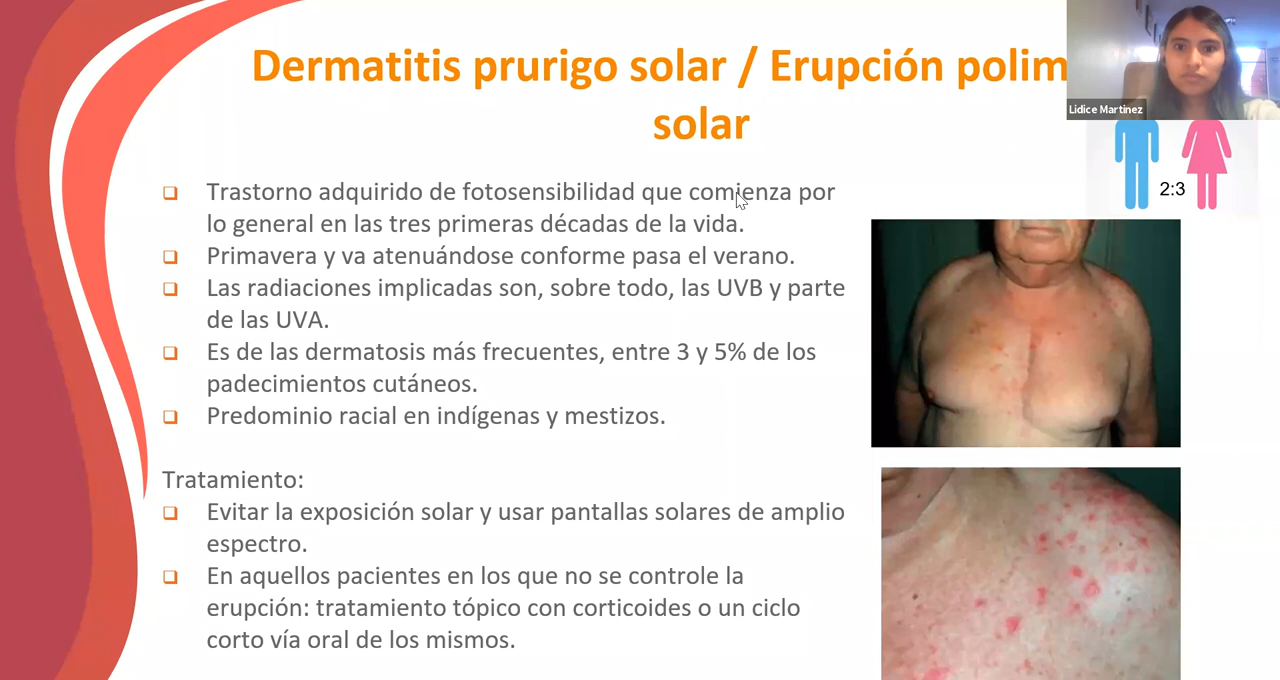 Dermatitis prurigo solar / Erupción polim
solar
Lidice Martinez
2:3
Trastorno adquirido de fotosensibilidad que comienza por
lo general en las tres primeras décadas de la vida.
Primavera y va atenuándose conforme pasa el verano.
Las radiaciones implicadas son, sobre todo, las UVB y parte
de las UVA.
Es de las dermatosis más frecuentes, entre 3 y 5% de los
padecimientos cutáneos.
Predominio racial en indígenas y mestizos.
Tratamiento:
Evitar la exposición solar y usar pantallas solares de amplio
espectro.
En aquellos pacientes en los que no se controle la
erupción: tratamiento tópico con corticoides o un ciclo
corto vía oral de los mismos.